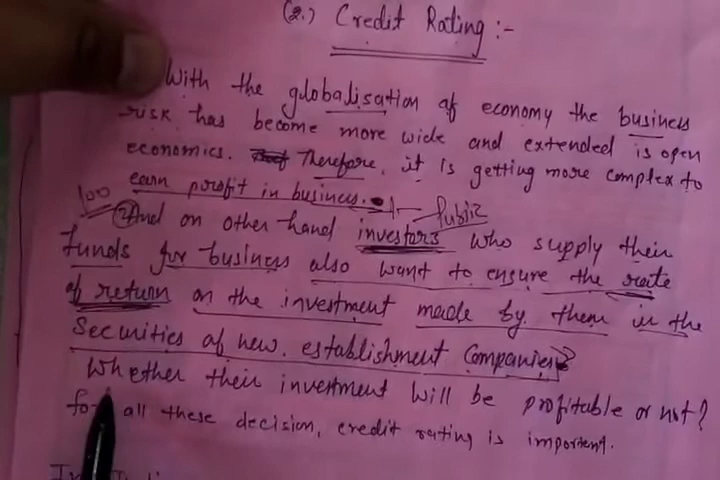 (2.) Credit Rating :-
With the globalisation of economy the business
risk has become more wide and extended is open
economics. Therefore, it is getting more complex to
earn profit in business.
100
Public
And on other hand investors who supply their
funds for business also want to ensure the rate
of return on the investment made by them in the
Securities of new establishment Companies
Whether their investment will be profitable or not?
for all these decision, credit rating is important.